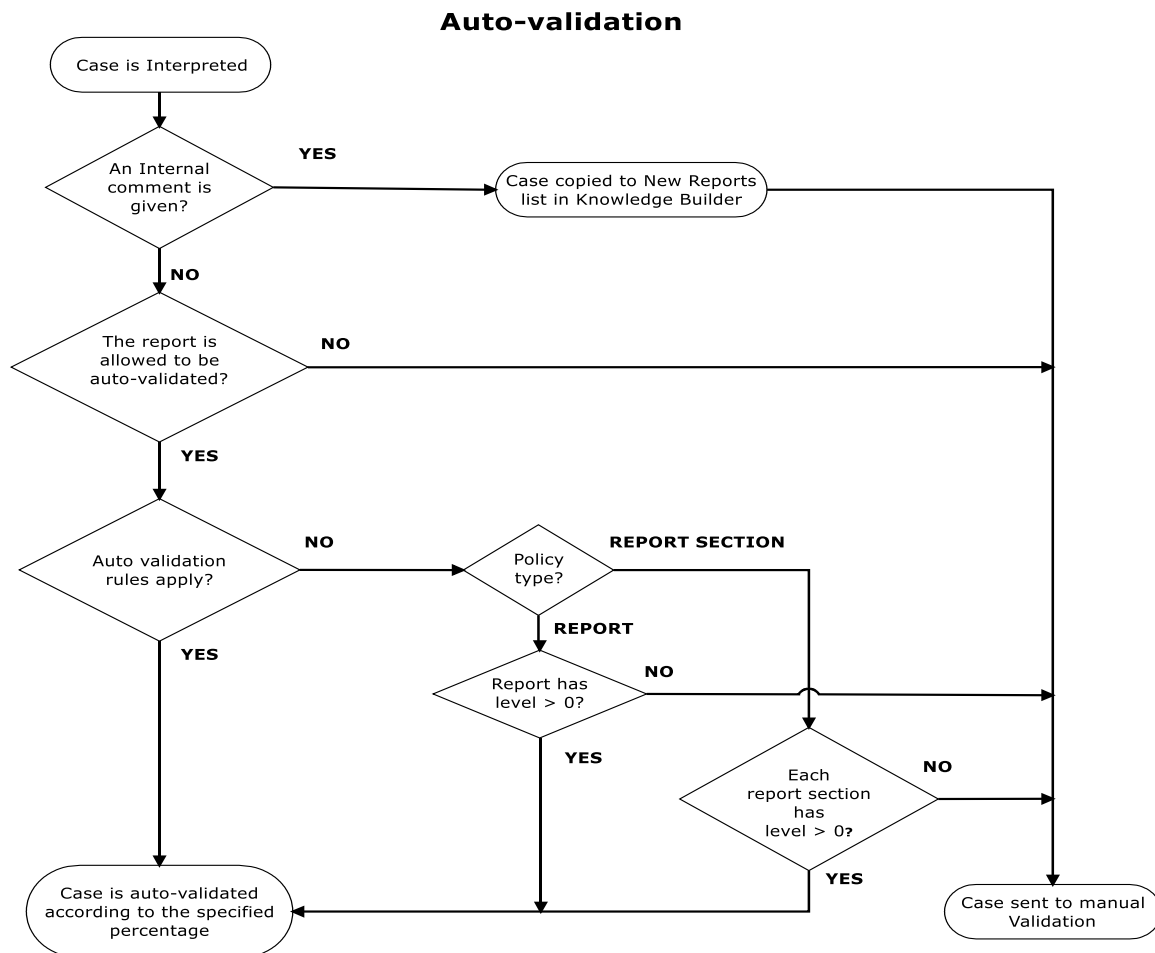 Auto-validation
Case is Interpreted
An Internal
comment is
given?
YES
Case copied to New Reports
list in Knowledge Builder
NO
The report is
allowed to be
auto-validated?
NO
YES
Auto validation
rules apply?
NO
Policy
type?
REPORT SECTION
REPORT
YES
Report has
level > 0?
NO
YES
Each
report section
has
level > 0?
NO
YES
Case is auto-validated
according to the specified
percentage
Case sent to manual
Validation